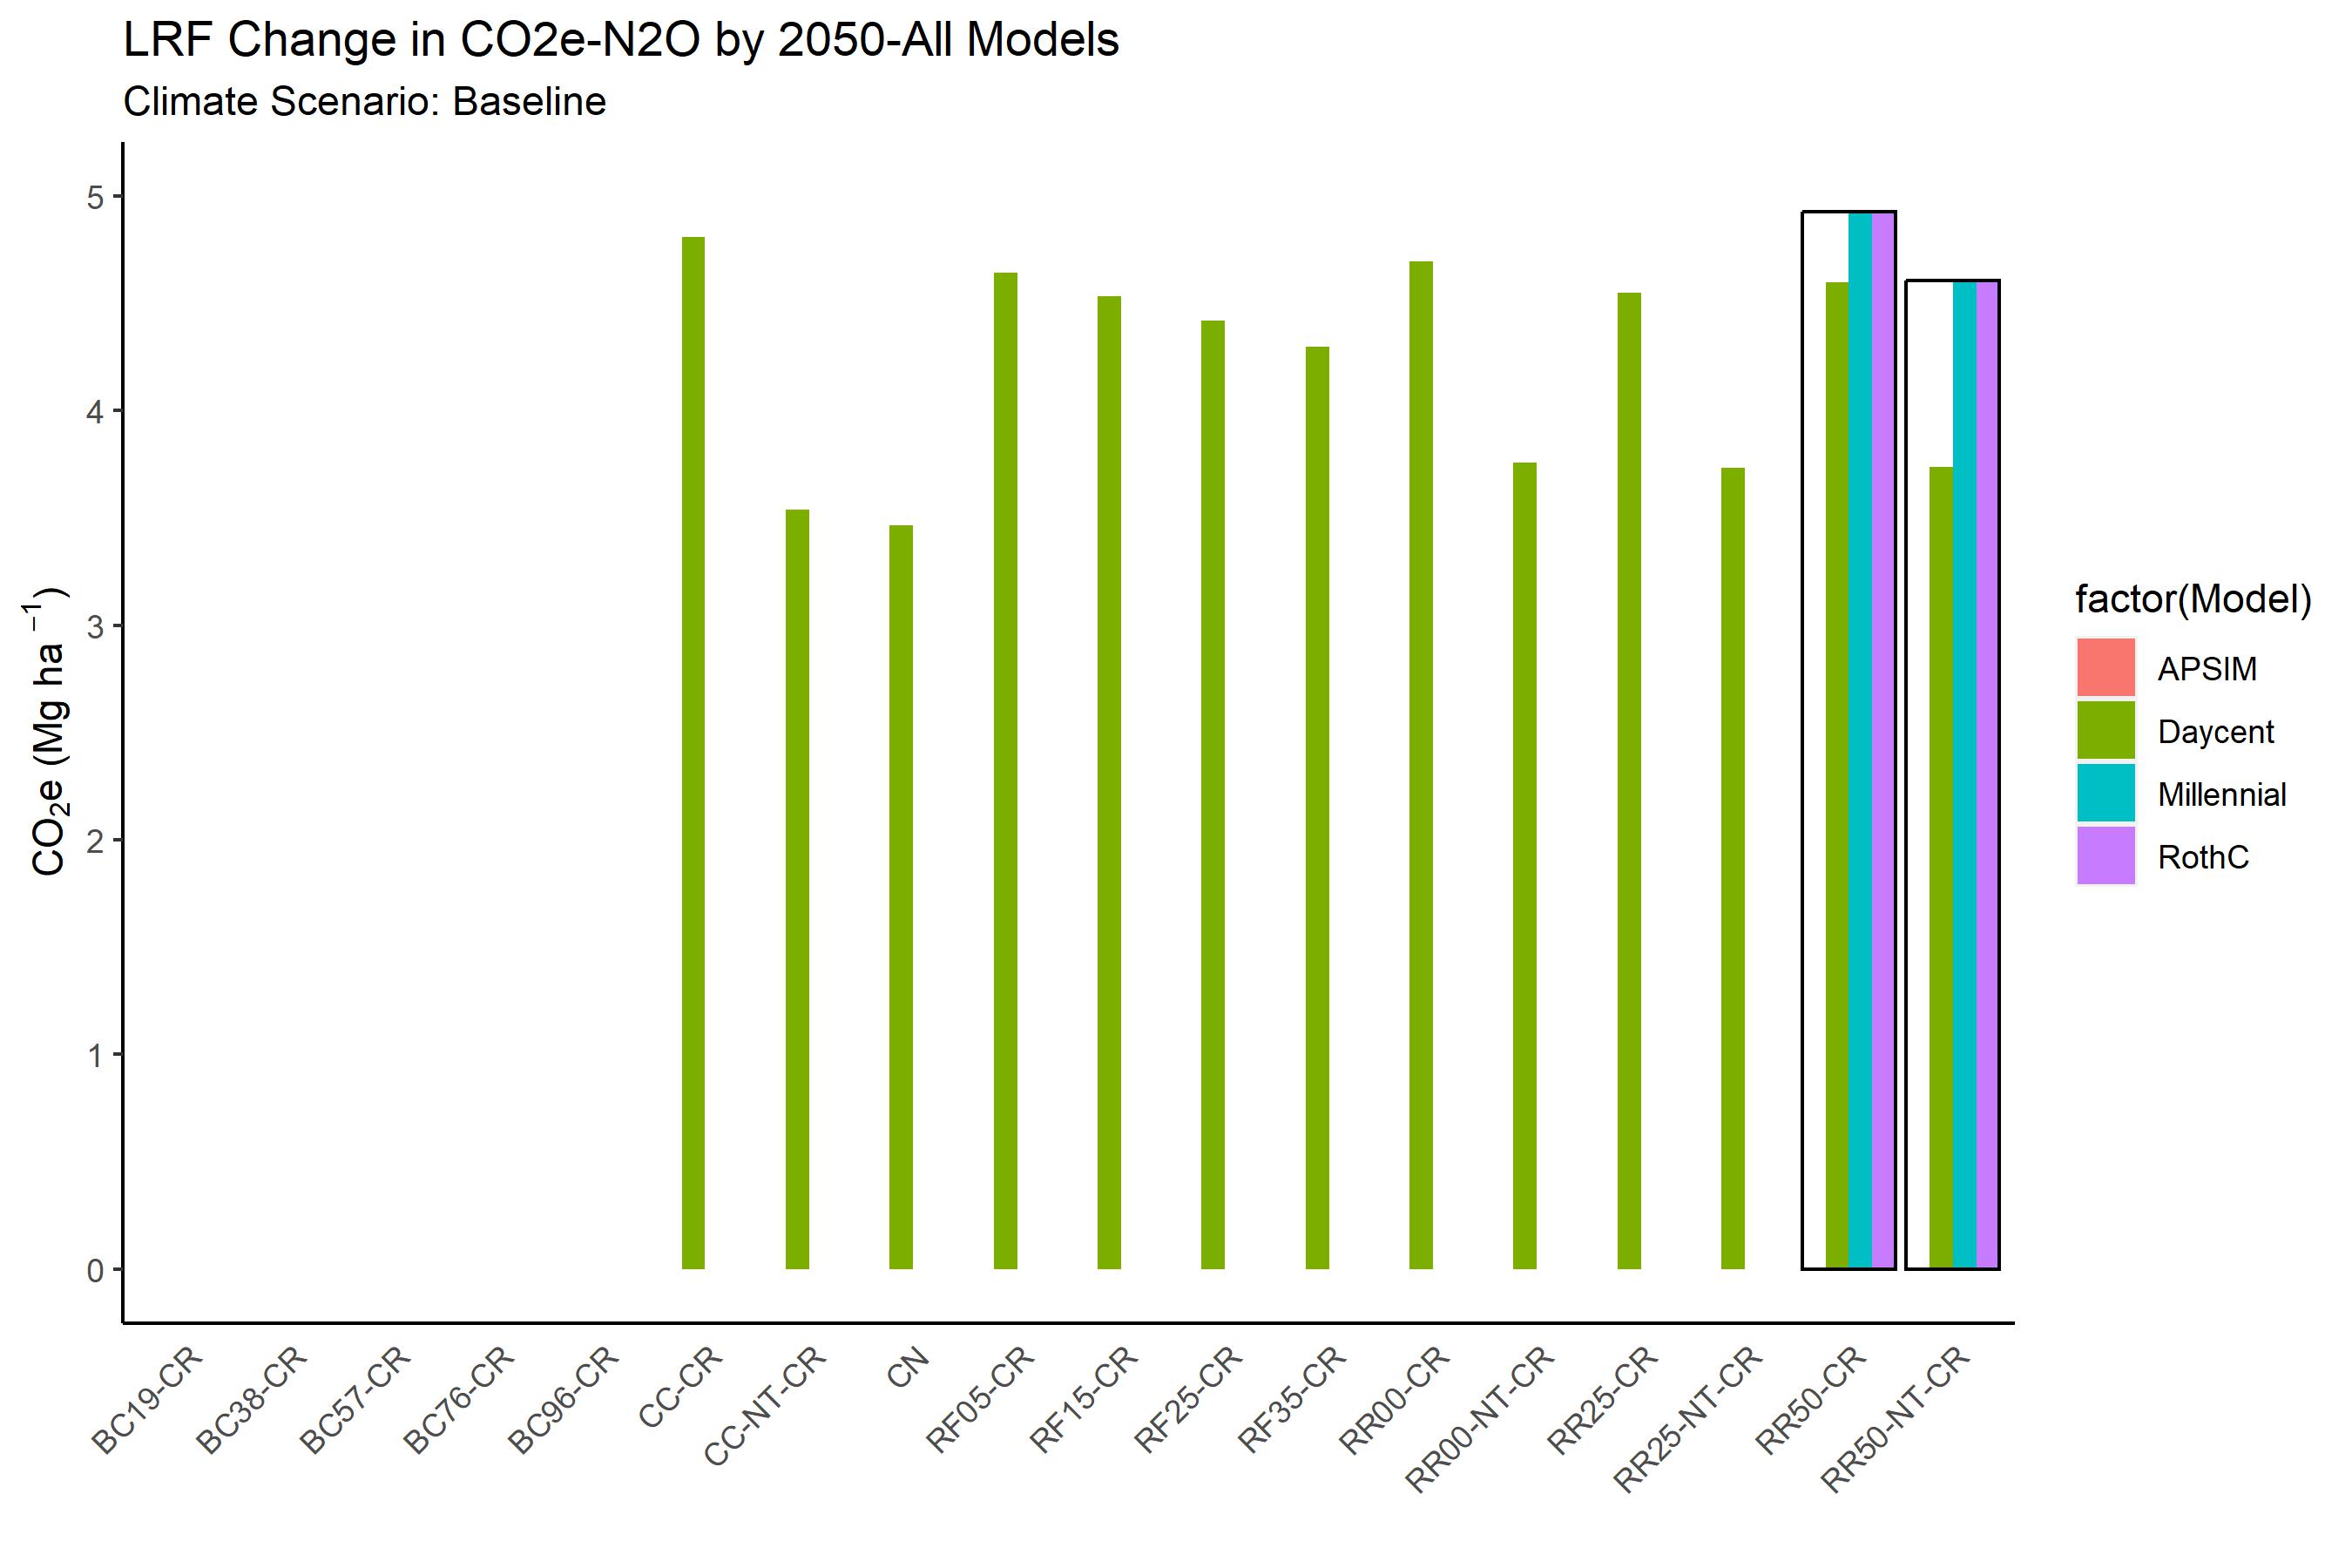 LRF Change in CO2e-N2O by 2050-All Models
Climate Scenario: Baseline
CO₂e (Mg ha ⁻¹)
5
4
3
2
1
0
BC19-CR
BC38-CR
BC57-CR
BC76-CR
BC96-CR
CC-CR
CC-NT-CR
CN
RF05-CR
RF15-CR
RF25-CR
RF35-CR
RR00-CR
RR00-NT-CR
RR25-CR
RR25-NT-CR
RR50-CR
RR50-NT-CR
factor(Model)
APSIM
Daycent
Millennial
RothC